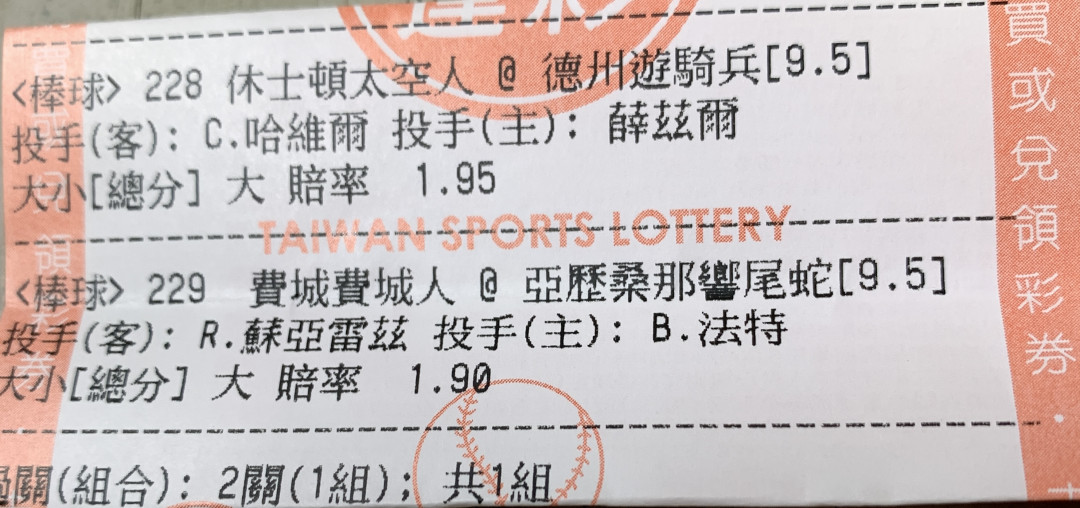 運彩
<棒球> 228 休士頓太空人 @ 德州遊騎兵[9.5]
投手(客): C.哈維爾 投手(主): 薛茲爾
大小[總分] 大 賠率 1.95
TAIWAN SPORTS LOTTERY
<棒球> 229 費城費城人 @ 亞歷桑那響尾蛇[9.5]
投手(客): R.蘇亞雷茲 投手(主): B.法特
大小[總分] 大 賠率 1.90
過關(組合): 2關(1組); 共1組
買或兌領彩券.